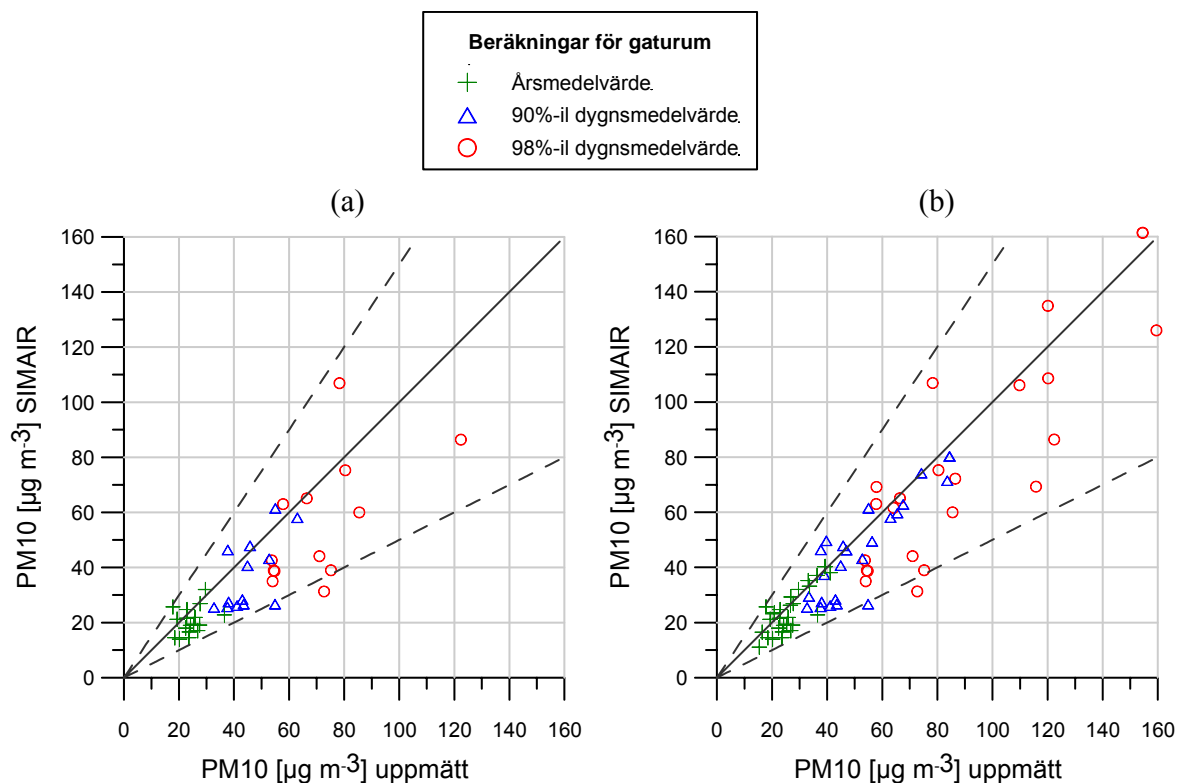 Beräkningar för gaturum
Årsmedelvärde.
90%-il dygnsmedelvärde.
98%-il dygnsmedelvärde.
(a)
160
140
120
100
80
60
40
20
0
PM10 [µg m-3] SIMAIR
0 20 40 60 80 100 120 140 160
PM10 [µg m-3] uppmätt
(b)
160
140
120
100
80
60
40
20
0
PM10 [µg m-3] SIMAIR
0 20 40 60 80 100 120 140 160
PM10 [µg m-3] uppmätt